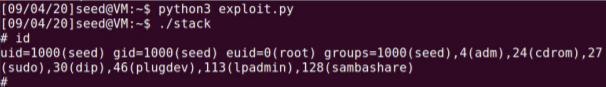 [09/04/20]seed@VM:~$ python3 exploit.py
[09/04/20]seed@VM:~$ ./stack
# id
uid=1000(seed) gid=1000(seed) euid=0(root) groups=1000(seed),4(adm),24(cdrom),27
(sudo),30(dip),46(plugdev),113(lpadmin),128(sambashare)
#